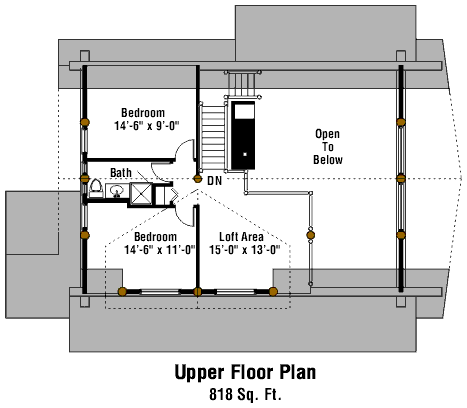 Bedroom
14'-6" x 9'-0"
Open
To
Below
Bath
DN
Bedroom
14'-6" x 11'-0"
Loft Area
15'-0" x 13'-0"
Upper Floor Plan
818 Sq. Ft.